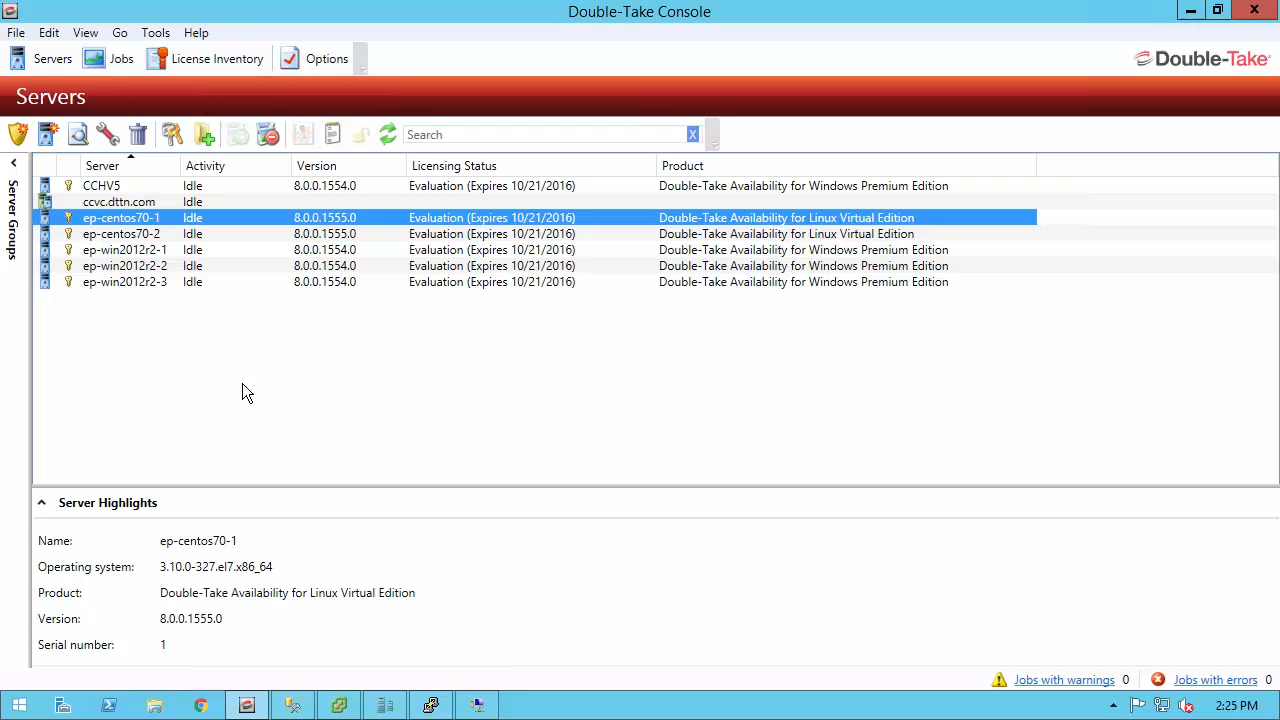 Double-Take Console
File Edit View Go Tools Help
Servers Jobs License Inventory Options Double-Take
Servers
Search X
Server Groups
Server Activity Version Licensing Status Product
CCHV5 Idle 8.0.0.1554.0 Evaluation (Expires 10/21/2016) Double-Take Availability for Windows Premium Edition
ccvc.dttn.com Idle
ep-centos70-1 Idle 8.0.0.1555.0 Evaluation (Expires 10/21/2016) Double-Take Availability for Linux Virtual Edition
ep-centos70-2 Idle 8.0.0.1555.0 Evaluation (Expires 10/21/2016) Double-Take Availability for Linux Virtual Edition
ep-win2012r2-1 Idle 8.0.0.1554.0 Evaluation (Expires 10/21/2016) Double-Take Availability for Windows Premium Edition
ep-win2012r2-2 Idle 8.0.0.1554.0 Evaluation (Expires 10/21/2016) Double-Take Availability for Windows Premium Edition
ep-win2012r2-3 Idle 8.0.0.1554.0 Evaluation (Expires 10/21/2016) Double-Take Availability for Windows Premium Edition
Server Highlights
Name: ep-centos70-1
Operating system: 3.10.0-327.el7.x86_64
Product: Double-Take Availability for Linux Virtual Edition
Version: 8.0.0.1555.0
Serial number: 1
Jobs with warnings 0 Jobs with errors 0
2:25 PM